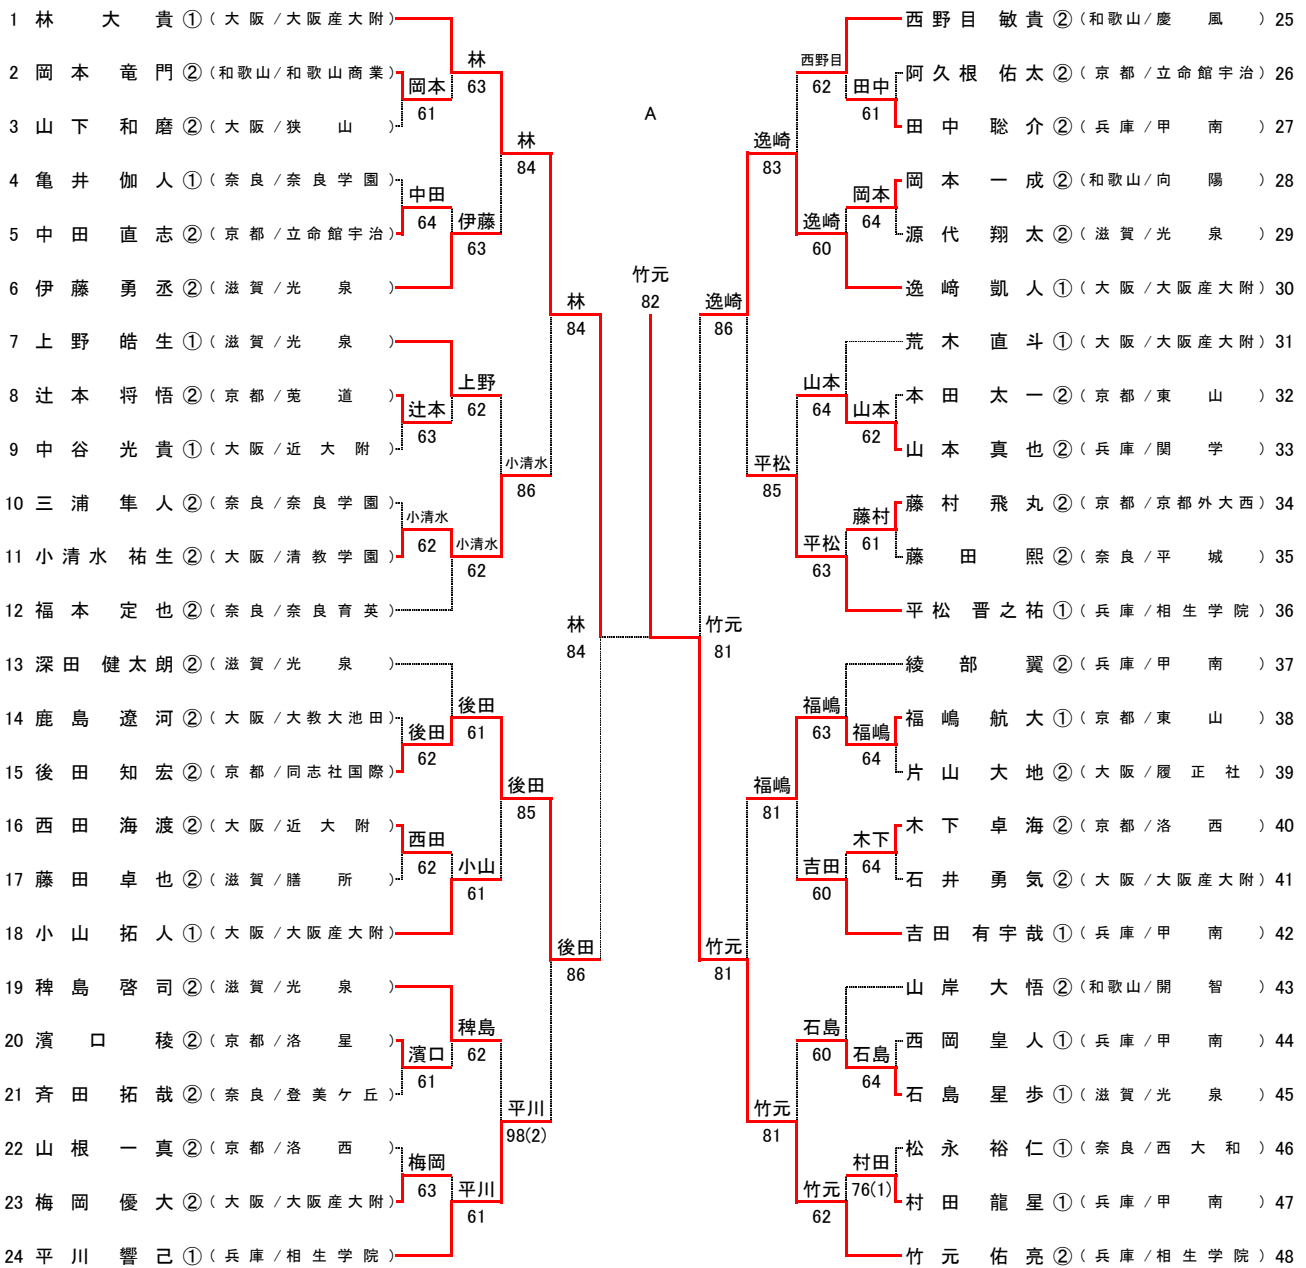 1 林 大 貴 ① ( 大 阪 / 大 阪 産 大 附 )
2 岡 本 竜 門 ② ( 和歌山 / 和 歌 山 商 業 )
3 山 下 和 磨 ② ( 大 阪 / 狭 山 )
4 亀 井 伽 人 ① ( 奈 良 / 奈 良 学 園 )
5 中 田 直 志 ② ( 京 都 / 立 命 館 宇 治 )
6 伊 藤 勇 丞 ② ( 滋 賀 / 光 泉 )
7 上 野 皓 生 ① ( 滋 賀 / 光 泉 )
8 辻 本 将 悟 ② ( 京 都 / 莵 道 )
9 中 谷 光 貴 ① ( 大 阪 / 近 大 附 )
10 三 浦 隼 人 ② ( 奈 良 / 奈 良 学 園 )
11 小 清 水 祐 生 ② ( 大 阪 / 清 教 学 園 )
12 福 本 定 也 ② ( 奈 良 / 奈 良 育 英 )
13 深 田 健 太 朗 ② ( 滋 賀 / 光 泉 )
14 鹿 島 遼 河 ② ( 大 阪 / 大 教 大 池 田 )
15 後 田 知 宏 ② ( 京 都 / 同 志 社 国 際 )
16 西 田 海 渡 ② ( 大 阪 / 近 大 附 )
17 藤 田 卓 也 ② ( 滋 賀 / 膳 所 )
18 小 山 拓 人 ① ( 大 阪 / 大 阪 産 大 附 )
19 稗 島 啓 司 ② ( 滋 賀 / 光 泉 )
20 濱 口 稜 ② ( 京 都 / 洛 星 )
21 斉 田 拓 哉 ② ( 奈 良 / 登 美 ケ 丘 )
22 山 根 一 真 ② ( 京 都 / 洛 西 )
23 梅 岡 優 大 ② ( 大 阪 / 大 阪 産 大 附 )
24 平 川 響 己 ① ( 兵 庫 / 相 生 学 院 )
岡本
61
中田
64
辻本
63
小清水
62
後田
62
西田
62
濱口
61
梅岡
63
林
63
伊藤
63
上野
62
小清水
62
後田
61
小山
61
稗島
62
平川
61
林
84
小清水
86
後田
85
平川
98(2)
林
84
後田
86
林
84
A
竹元
82
竹元
81
逸崎
86
竹元
81
逸崎
83
平松
85
福嶋
81
竹元
81
西野目
62
逸崎
60
山本
64
平松
63
福嶋
63
吉田
60
石島
60
竹元
62
田中
61
岡本
64
山本
62
藤村
61
福嶋
64
木下
64
石島
64
村田
76(1)
西 野 目 敏 貴 ② ( 和歌山 / 慶 風 ) 25
阿 久 根 佑 太 ② ( 京 都 / 立 命 館 宇 治 ) 26
田 中 聡 介 ② ( 兵 庫 / 甲 南 ) 27
岡 本 一 成 ② ( 和歌山 / 向 陽 ) 28
源 代 翔 太 ② ( 滋 賀 / 光 泉 ) 29
逸 﨑 凱 人 ① ( 大 阪 / 大 阪 産 大 附 ) 30
荒 木 直 斗 ① ( 大 阪 / 大 阪 産 大 附 ) 31
本 田 太 一 ② ( 京 都 / 東 山 ) 32
山 本 真 也 ② ( 兵 庫 / 関 学 ) 33
藤 村 飛 丸 ② ( 京 都 / 京 都 外 大 西 ) 34
藤 田 熙 ② ( 奈 良 / 平 城 ) 35
平 松 晋 之 祐 ① ( 兵 庫 / 相 生 学 院 ) 36
綾 部 翼 ② ( 兵 庫 / 甲 南 ) 37
福 嶋 航 大 ① ( 京 都 / 東 山 ) 38
片 山 大 地 ② ( 大 阪 / 履 正 社 ) 39
木 下 卓 海 ② ( 京 都 / 洛 西 ) 40
石 井 勇 気 ② ( 大 阪 / 大 阪 産 大 附 ) 41
吉 田 有 宇 哉 ① ( 兵 庫 / 甲 南 ) 42
山 岸 大 悟 ② ( 和歌山 / 開 智 ) 43
西 岡 皇 人 ① ( 兵 庫 / 甲 南 ) 44
石 島 星 歩 ① ( 滋 賀 / 光 泉 ) 45
松 永 裕 仁 ① ( 奈 良 / 西 大 和 ) 46
村 田 龍 星 ① ( 兵 庫 / 甲 南 ) 47
竹 元 佑 亮 ② ( 兵 庫 / 相 生 学 院 ) 48